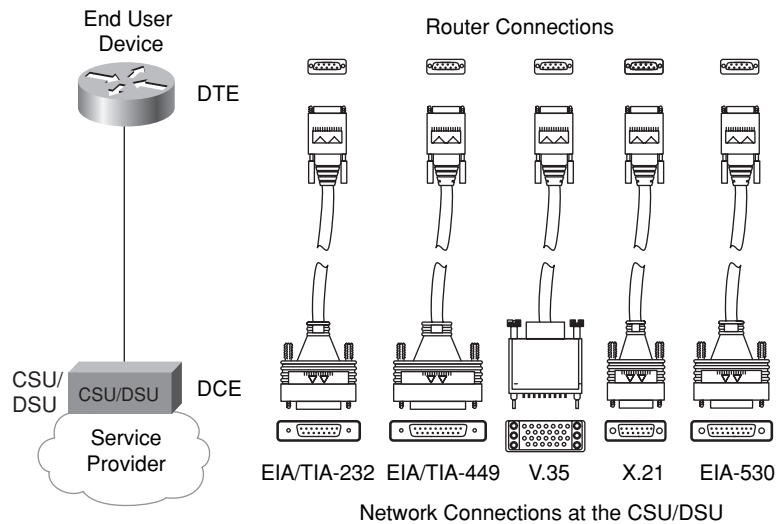 End User
Device
DTE
Router Connections
CSU/
DSU
CSU/DSU
DCE
Service
Provider
EIA/TIA-232 EIA/TIA-449 V.35 X.21 EIA-530
Network Connections at the CSU/DSU